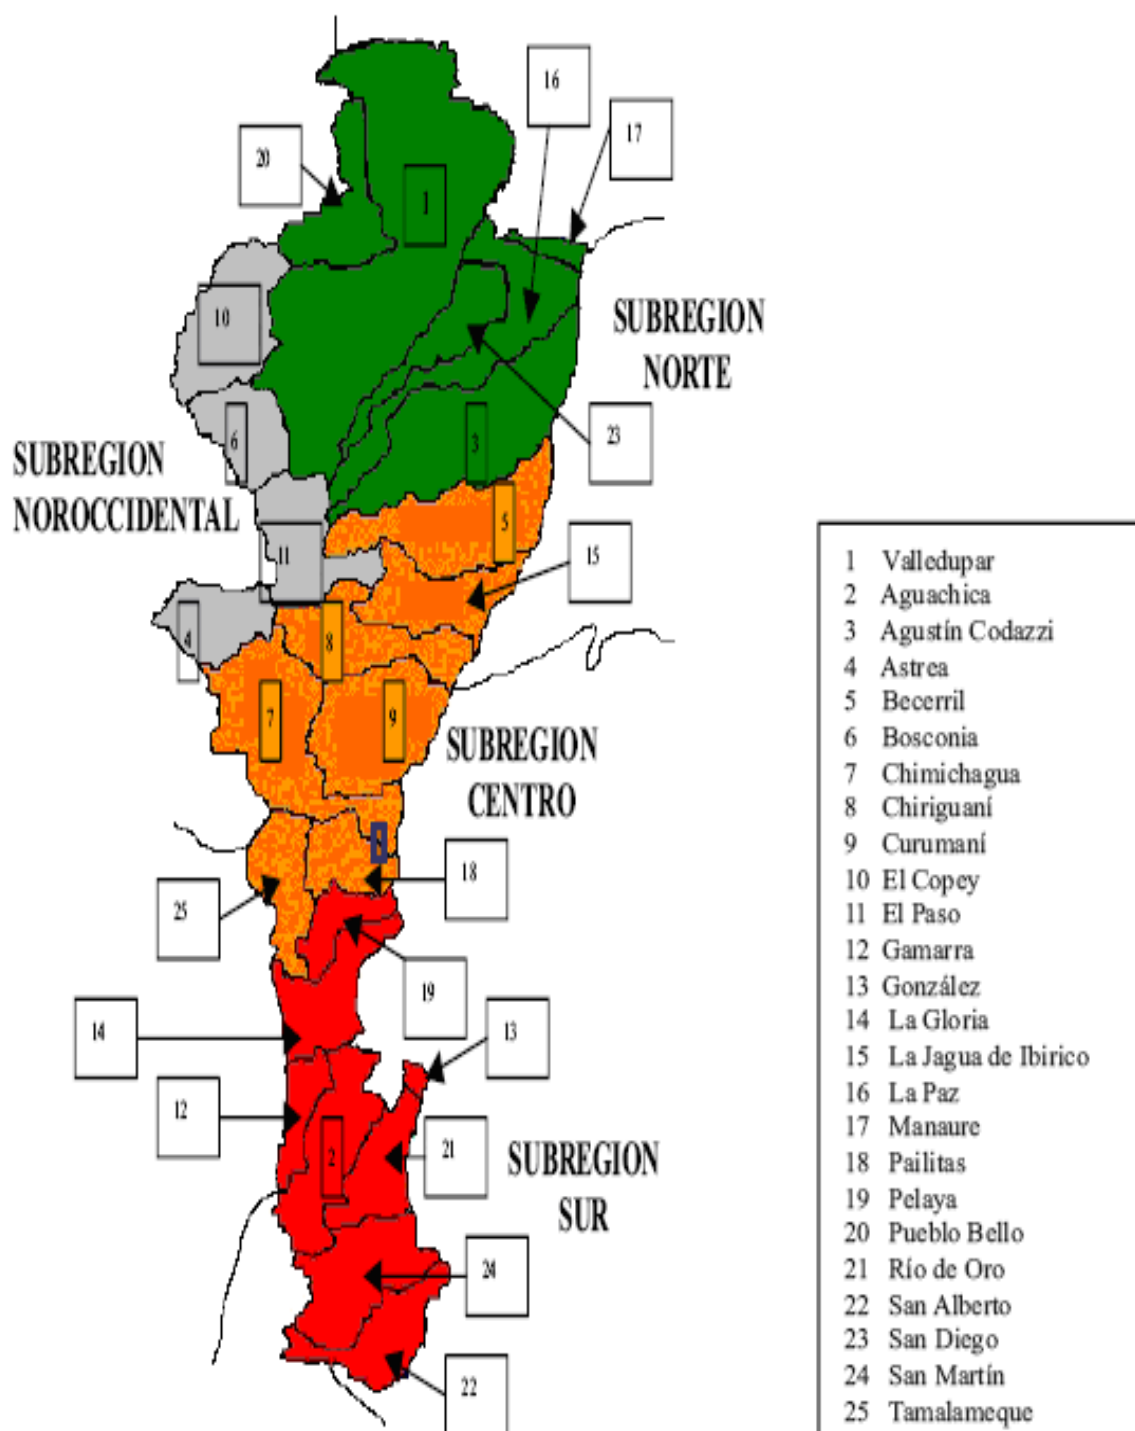 16
17
20
1
10
SUBREGION
NORTE
23
3
6
SUBREGION
NOROCCIDENTAL
5
11
15
4
8
7
9
SUBREGION
CENTRO
18
25
19
14
13
12
2
21
SUBREGION
SUR
24
22
1 Valledupar
2 Aguachica
3 Agustín Codazzi
4 Astrea
5 Becerril
6 Bosconia
7 Chimichagua
8 Chiriguaní
9 Curumaní
10 El Copey
11 El Paso
12 Gamarra
13 González
14 La Gloria
15 La Jagua de Ibirico
16 La Paz
17 Manaure
18 Pailitas
19 Pelaya
20 Pueblo Bello
21 Río de Oro
22 San Alberto
23 San Diego
24 San Martín
25 Tamalameque